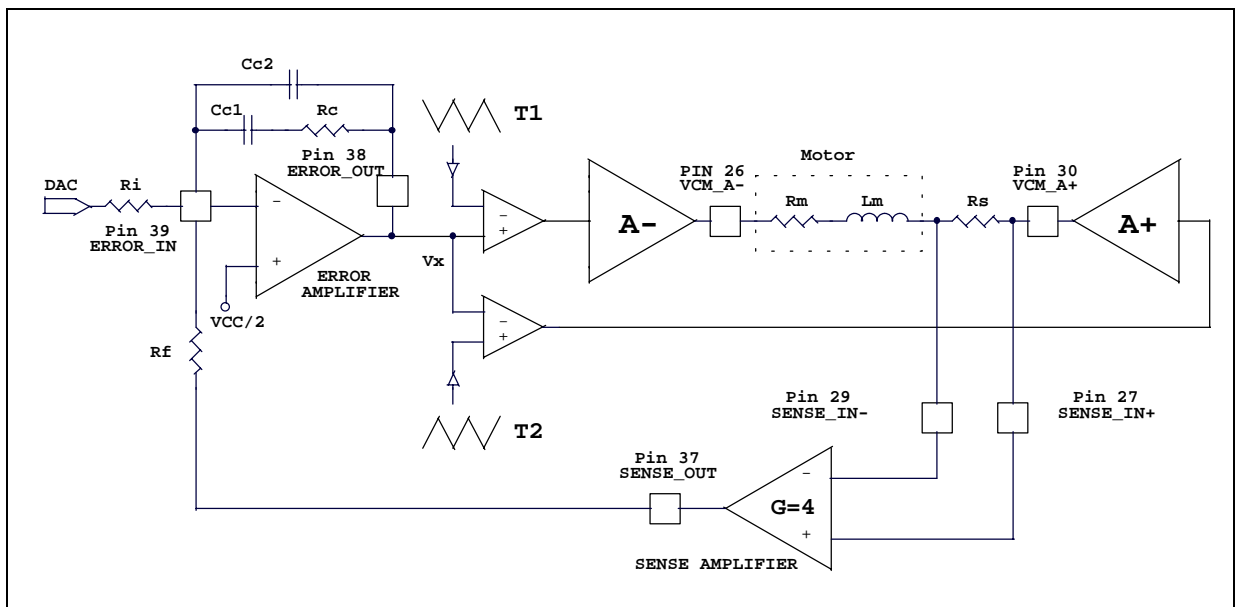 Cc2
Cc1
Rc
T1
Pin 38
ERROR_OUT
Motor
PIN 26
VCM_A-
Pin 30
VCM_A+
DAC
Ri
Rm
Lm
Rs
-
-
+
A-
A+
Pin 39
ERROR_IN
+
ERROR
AMPLIFIER
Vx
VCC/2
-
+
Rf
Pin 29
SENSE_IN-
Pin 27
SENSE_IN+
T2
Pin 37
SENSE_OUT
-
G=4
+
SENSE AMPLIFIER